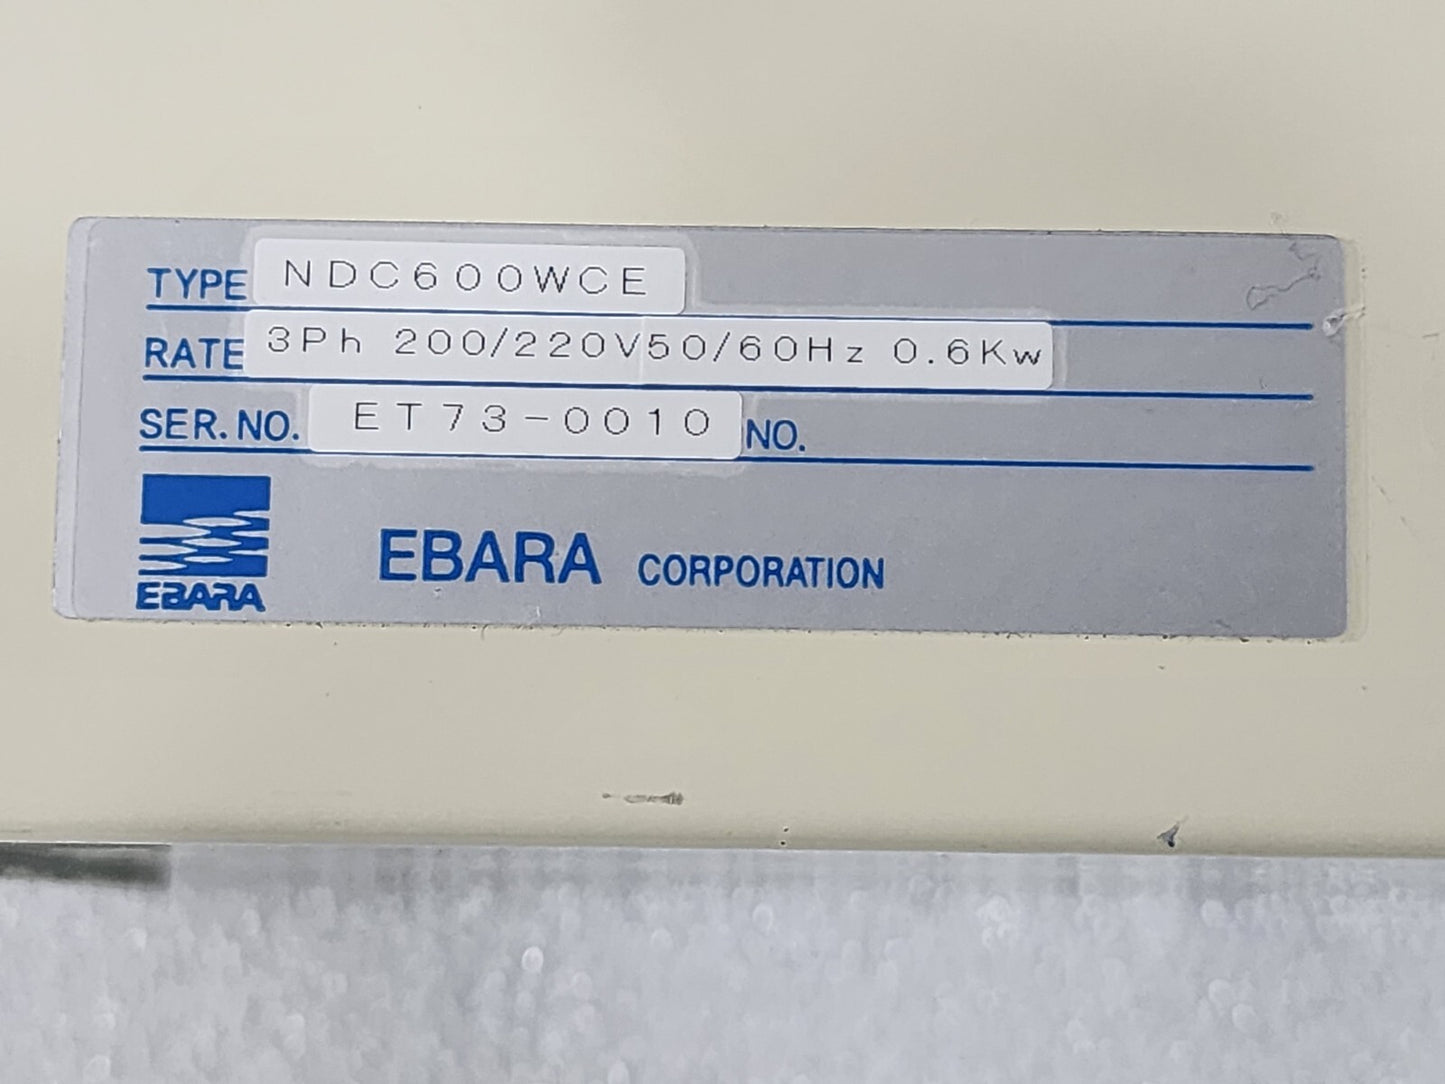 TYPE NDC600WCE
RATE 3Ph 200/220V50/60Hz 0.6Kw
SER. NO. ET73-0010 NO.
EBARA CORPORATION
EBARA